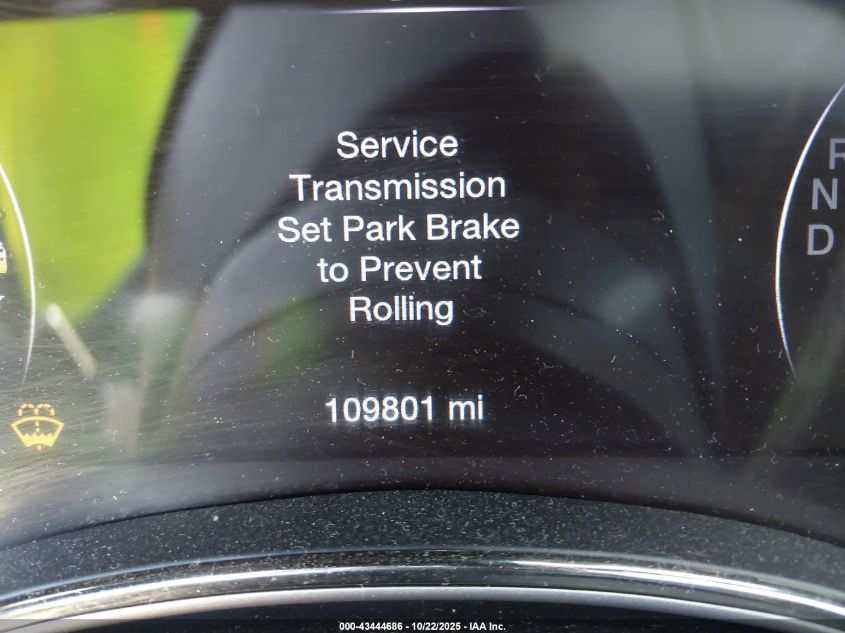 Service
Transmission
Set Park Brake
to Prevent
Rolling
109801 mi
R
N
D
000-43444686 - 10/22/2025 - IAA Inc.